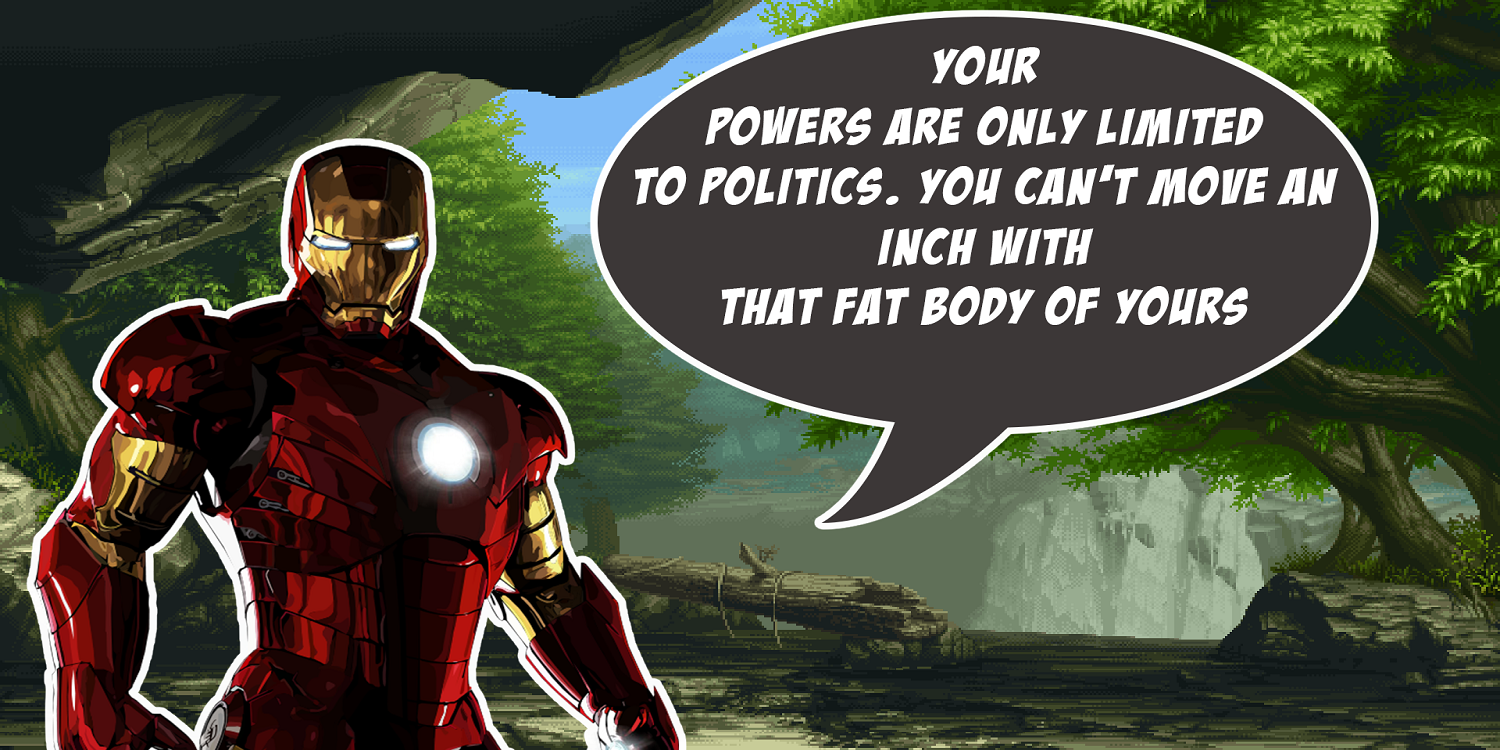 YOUR
POWERS ARE ONLY LIMITED
TO POLITICS. YOU CAN'T MOVE AN
INCH WITH
THAT FAT BODY OF YOURS